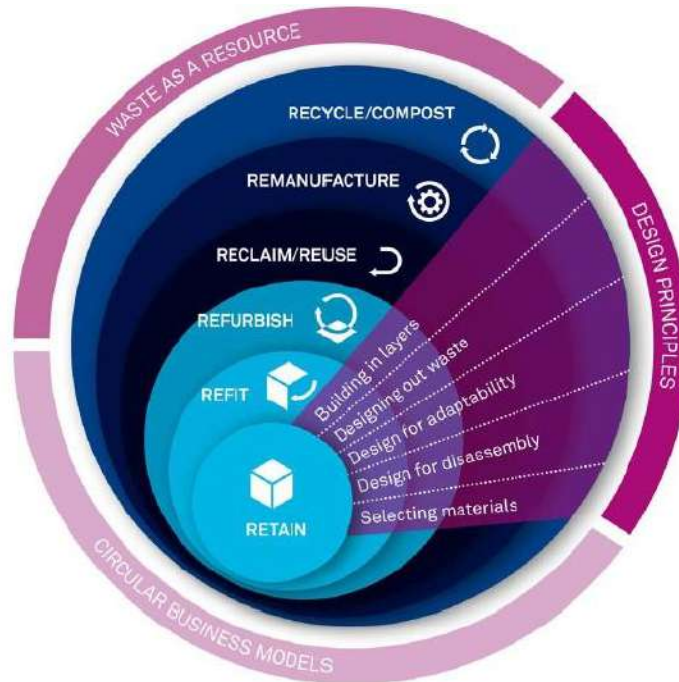 WASTE AS A RESOURCE
DESIGN PRINCIPLES
CIRCULAR BUSINESS MODELS
RECYCLE/COMPOST
REMANUFACTURE
RECLAIM/REUSE
REFURBISH
REFIT
RETAIN
Building in layers
Designing out waste
Design for adaptability
Design for disassembly
Selecting materials